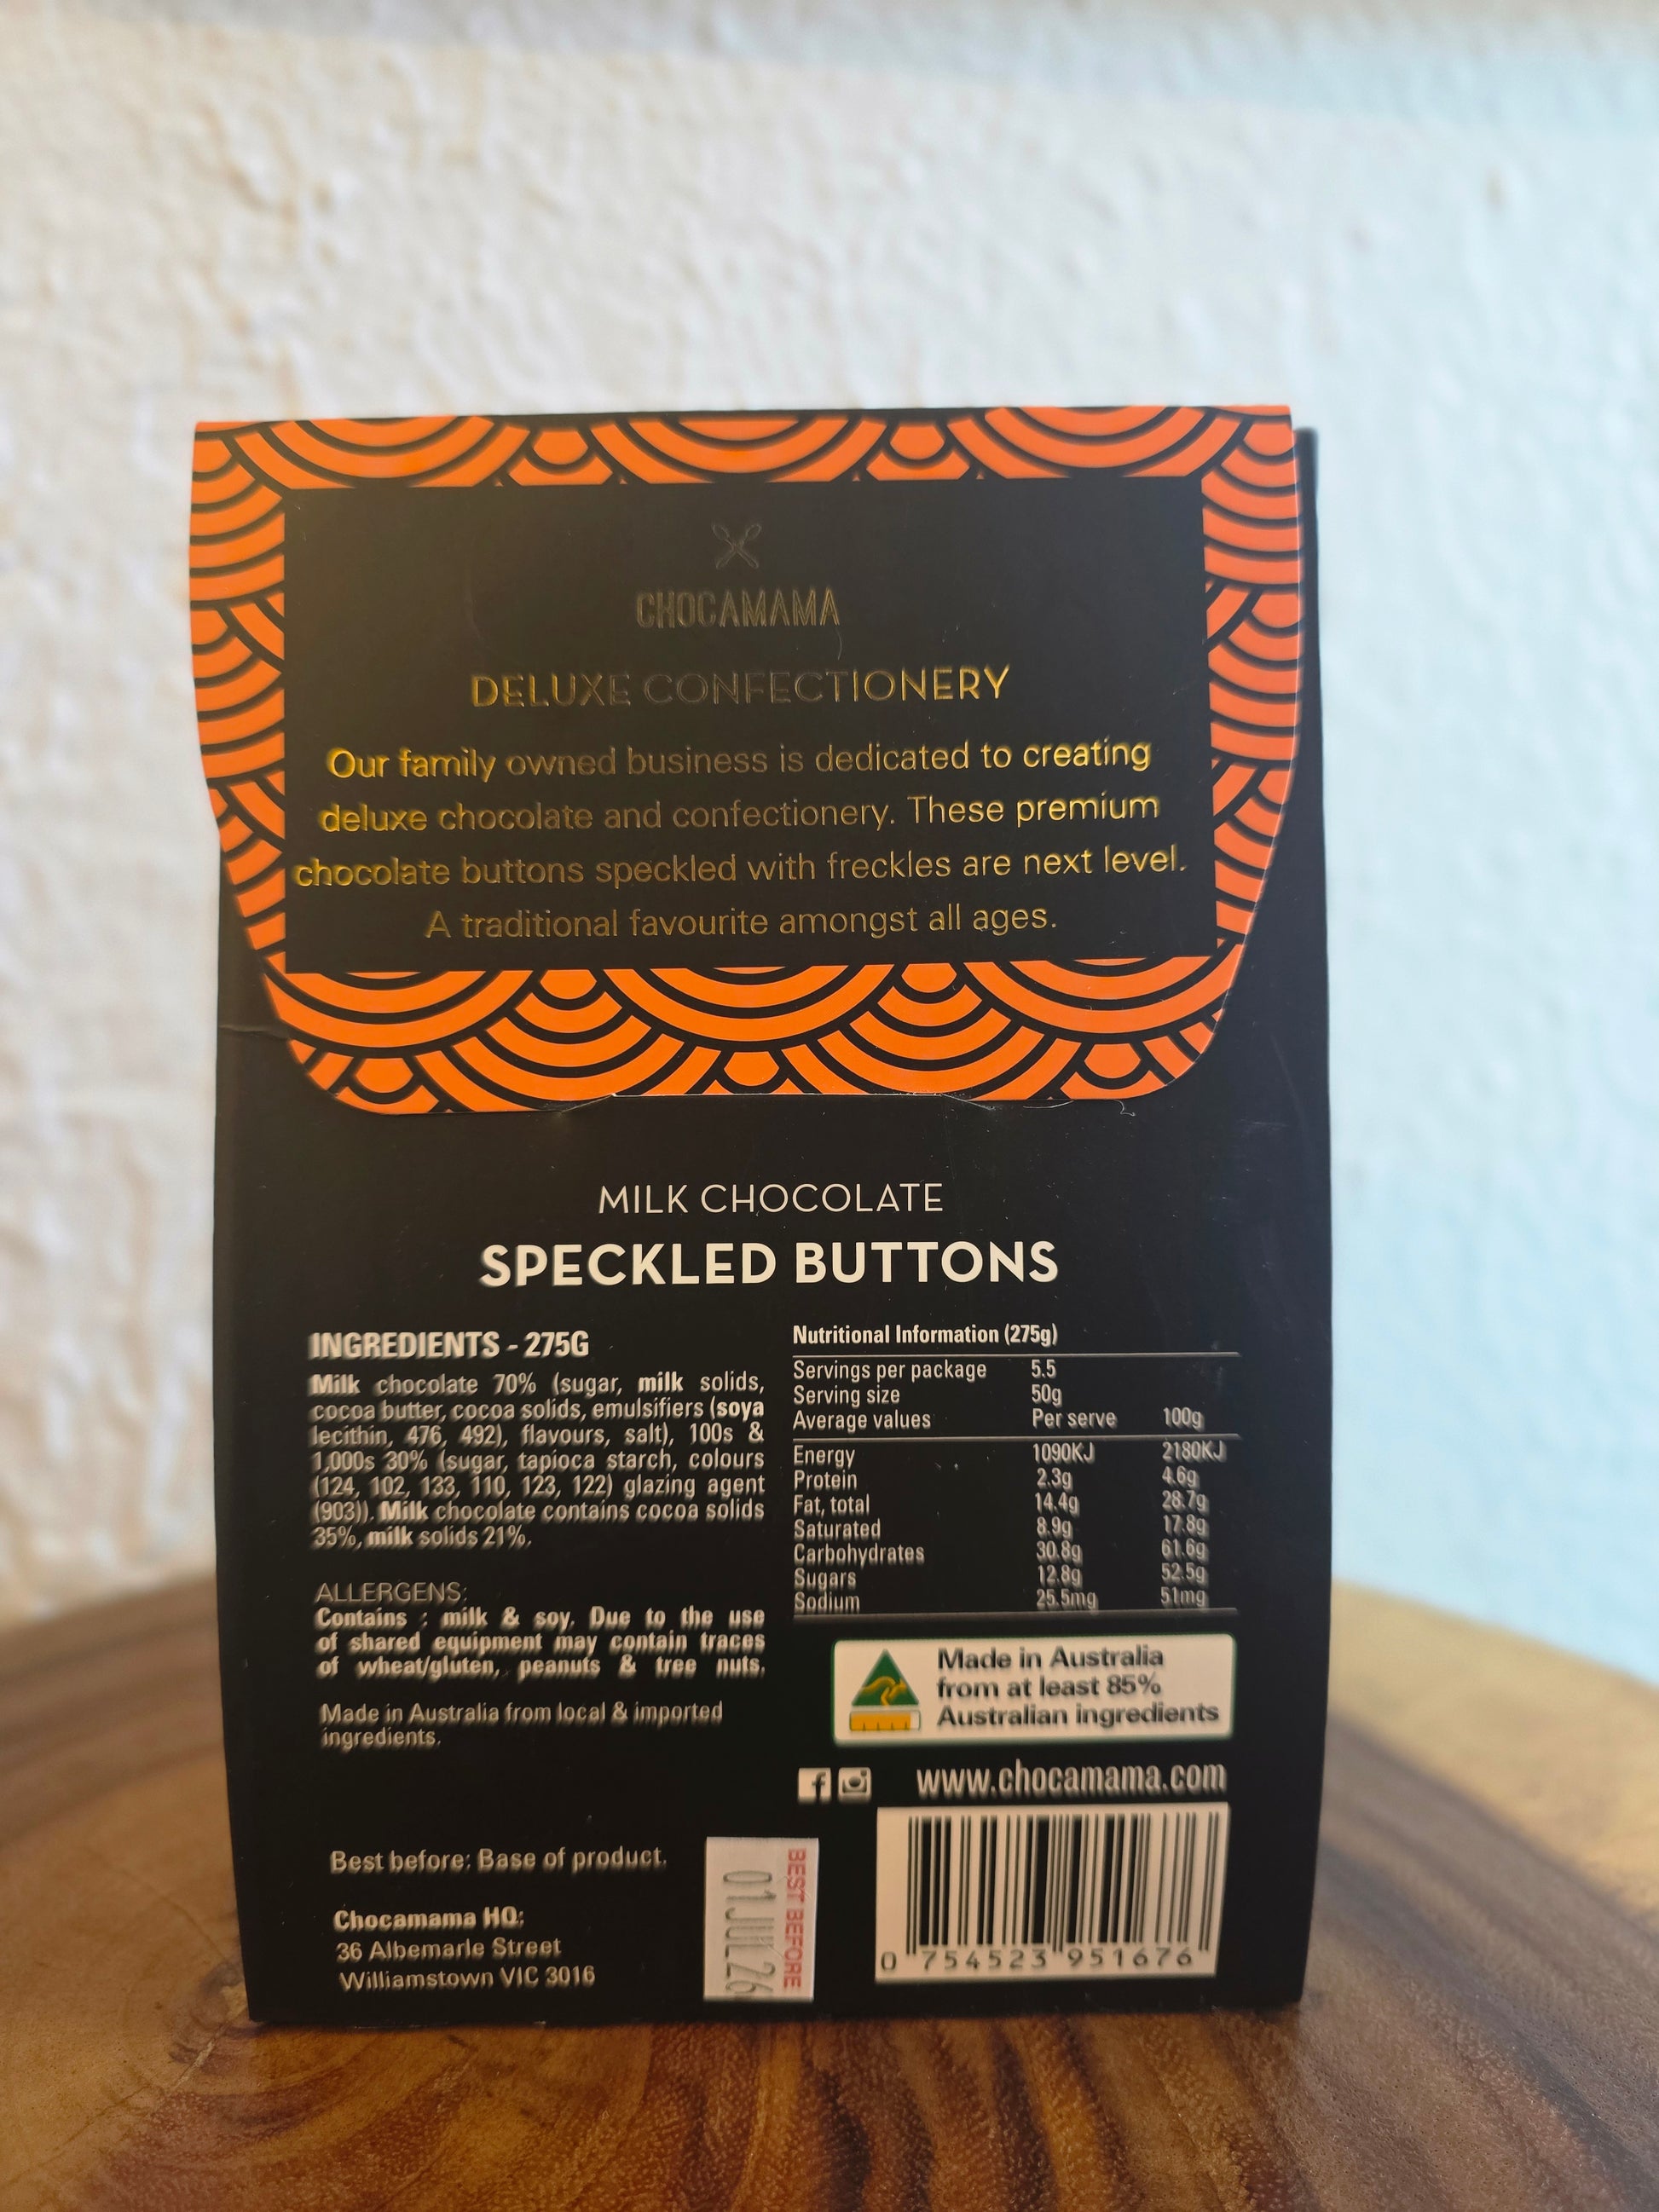 CHOCAMAMA
DELUXE CONFECTIONERY
Our family owned business is dedicated to creating
deluxe chocolate and confectionery. These premium
chocolate buttons speckled with freckles are next level.
A traditional favourite amongst all ages.
MILK CHOCOLATE
SPECKLED BUTTONS
INGREDIENTS - 275G
Milk chocolate 70% (sugar, milk solids,
cocoa butter, cocoa solids, emulsifiers (soya
lecithin, 476, 492), flavours, salt), 100s &
1,000s 30% (sugar, tapioca starch, colours
(124, 102, 133, 110, 123, 122) glazing agent
(903)). Milk chocolate contains cocoa solids
35%, milk solids 21%.
ALLERGENS:
Contains : milk & soy. Due to the use
of shared equipment may contain traces
of wheat/gluten, peanuts & tree nuts.
Made in Australia from local & imported
ingredients.
Nutritional Information (275g)
Servings per package 5.5
Serving size 50g
Average values Per serve 100g
Energy 1090KJ 2180KJ
Protein 2.3g 4.6g
Fat, total 14.4g 28.7g
Saturated 8.9g 17.8g
Carbohydrates 30.8g 61.6g
Sugars 12.8g 52.5g
Sodium 25.5mg 51mg
Made in Australia
from at least 85%
Australian ingredients
www.chocamama.com
Best before: Base of product.
Chocamama HQ:
36 Albemarle Street
Williamstown VIC 3016
BEST BEFORE
01 JUL 26
0 754523 951676